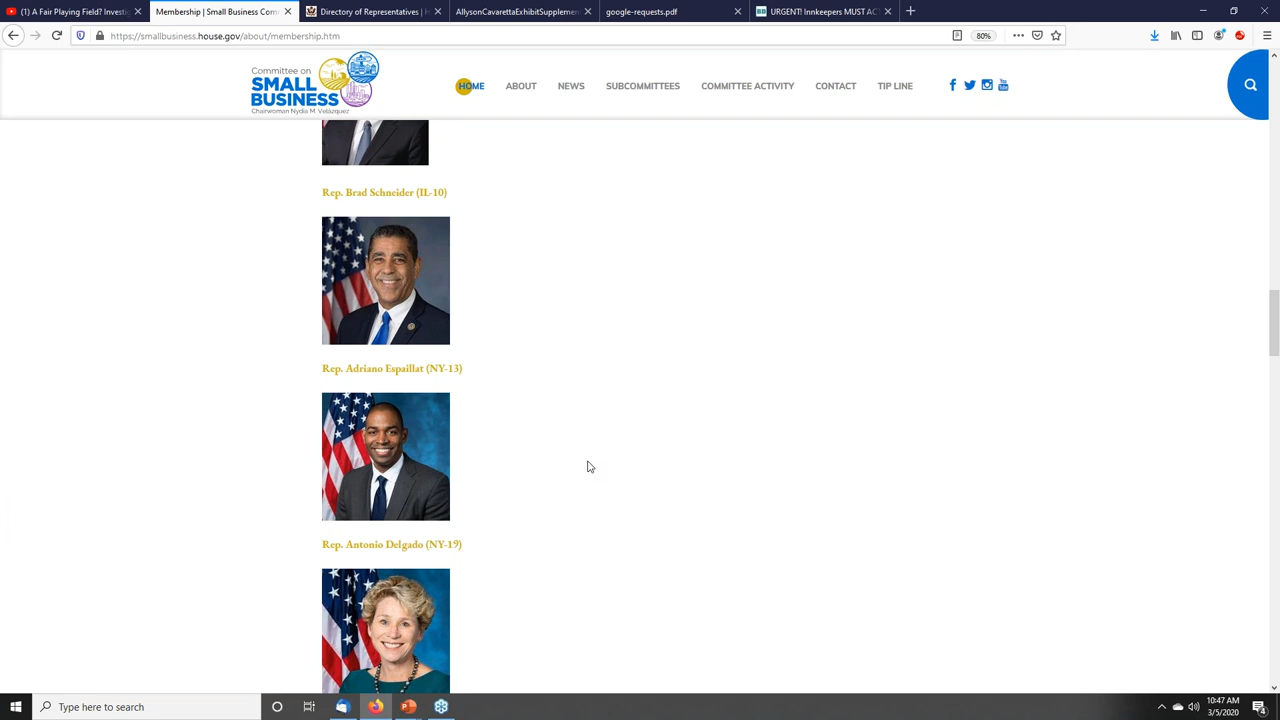 (1) A Fair Playing Field? Investig
Membership | Small Business Com
Directory of Representatives | H
AllysonCavarettaExhibitSupplemen
google-requests.pdf
URGENT! Innkeepers MUST AC
https://smallbusiness.house.gov/about/membership.htm
80%
Committee on
SMALL
BUSINESS
Chairwoman Nydia M. Velázquez
HOME
ABOUT
NEWS
SUBCOMMITTEES
COMMITTEE ACTIVITY
CONTACT
TIP LINE
Rep. Brad Schneider (IL-10)
Rep. Adriano Espaillat (NY-13)
Rep. Antonio Delgado (NY-19)
Type here to search
10:47 AM
3/5/2020
4